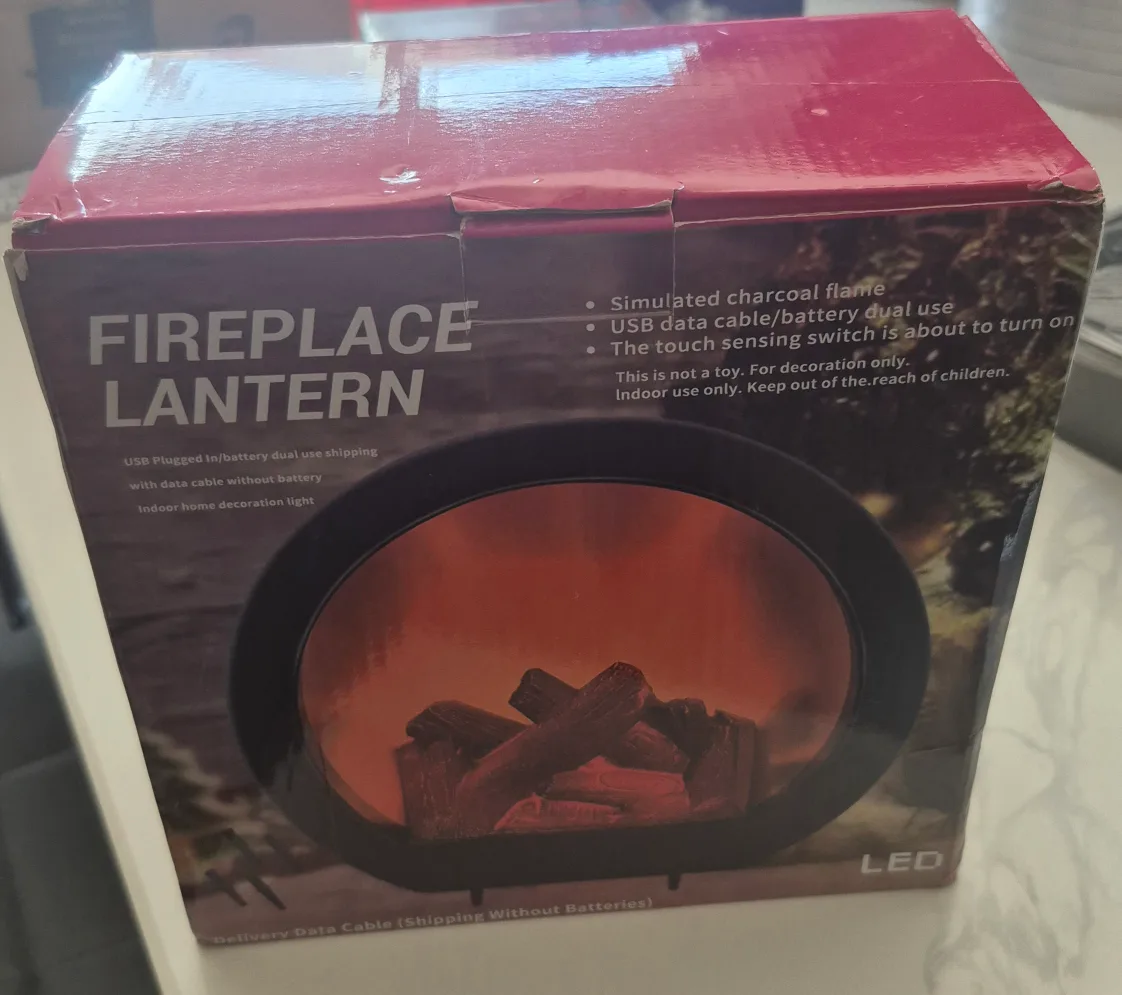 FIREPLACE
LANTERN
USB Plugged In/battery dual use shipping
with data cable without battery
Indoor home decoration light
• Simulated charcoal flame
• USB data cable/battery dual use
• The touch sensing switch is about to turn on
This is not a toy. For decoration only.
Indoor use only. Keep out of the.reach of children.
LED
Delivery Data Cable (Shipping Without Batteries)